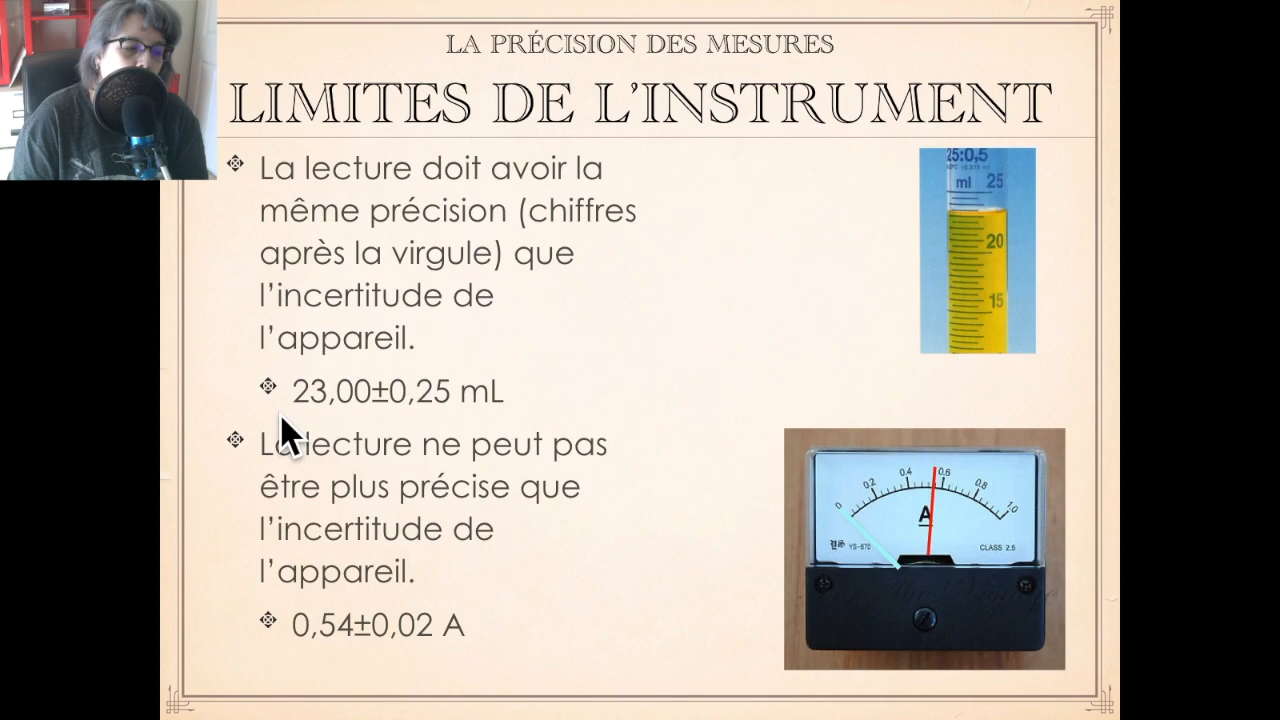 LA PRÉCISION DES MESURES
LIMITES DE L'INSTRUMENT
La lecture doit avoir la
même précision (chiffres
après la virgule) que
l'incertitude de
l'appareil.
23,00±0,25 mL
La lecture ne peut pas
être plus précise que
l'incertitude de
l'appareil.
0,54±0,02 A
25:0,5
ml 25
20
15
0 0.2 0.4 0.6 0.8 1.0
A
YS-670 CLASS 2.5